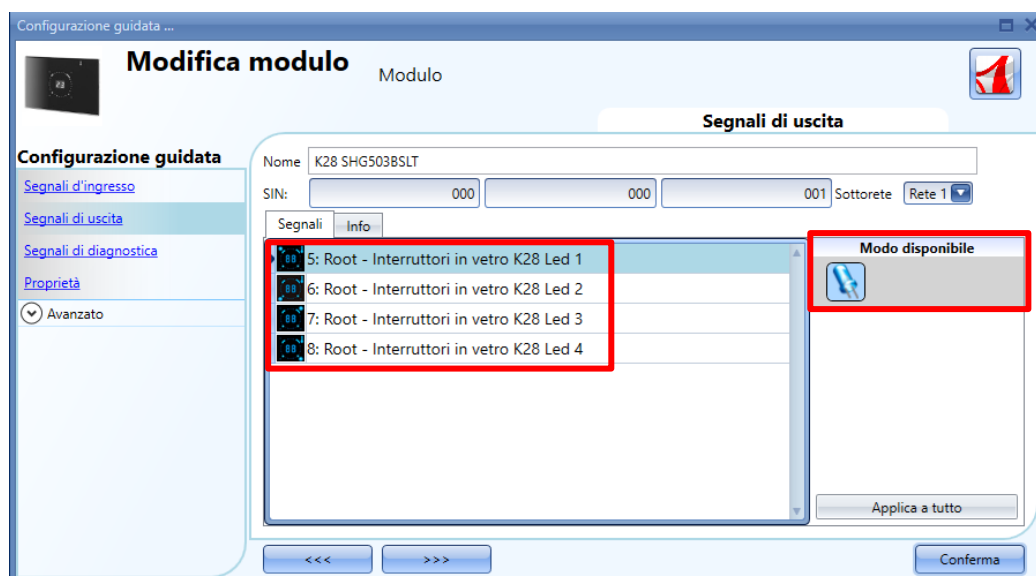 Configurazione guidata ...
Modifica modulo
Modulo
Segnali di uscita
Configurazione guidata
Segnali d'ingresso
Segnali di uscita
Segnali di diagnostica
Proprietà
Avanzato
Nome K28 SHG503BSLT
SIN: 000 000 001 Sottorete Rete 1
Segnali Info
5: Root - Interruttori in vetro K28 Led 1
6: Root - Interruttori in vetro K28 Led 2
7: Root - Interruttori in vetro K28 Led 3
8: Root - Interruttori in vetro K28 Led 4
Modo disponibile
Applica a tutto
<<< >>> Conferma